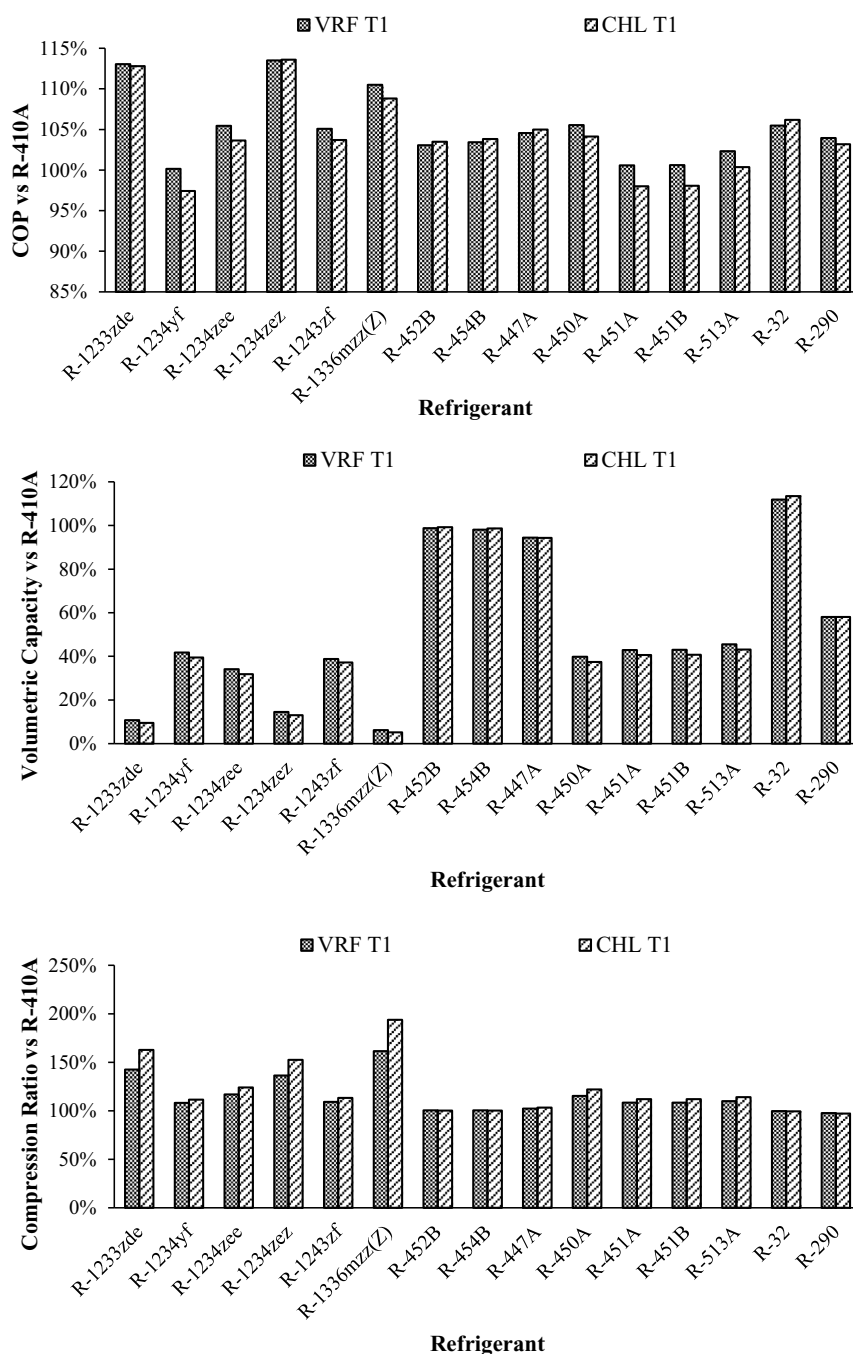 VRF T1 CHL T1
115%
110%
105%
100%
95%
90%
85%
COP vs R-410A
R-1233zde
R-1234yf
R-1234zee
R-1234zez
R-1243zf
R-1336mzz(Z)
R-452B
R-454B
R-447A
R-450A
R-451A
R-451B
R-513A
R-32
R-290
Refrigerant
VRF T1 CHL T1
120%
100%
80%
60%
40%
20%
0%
Volumetric Capacity vs R-410A
R-1233zde
R-1234yf
R-1234zee
R-1234zez
R-1243zf
R-1336mzz(Z)
R-452B
R-454B
R-447A
R-450A
R-451A
R-451B
R-513A
R-32
R-290
Refrigerant
VRF T1 CHL T1
250%
200%
150%
100%
50%
0%
Compression Ratio vs R-410A
R-1233zde
R-1234yf
R-1234zee
R-1234zez
R-1243zf
R-1336mzz(Z)
R-452B
R-454B
R-447A
R-450A
R-451A
R-451B
R-513A
R-32
R-290
Refrigerant